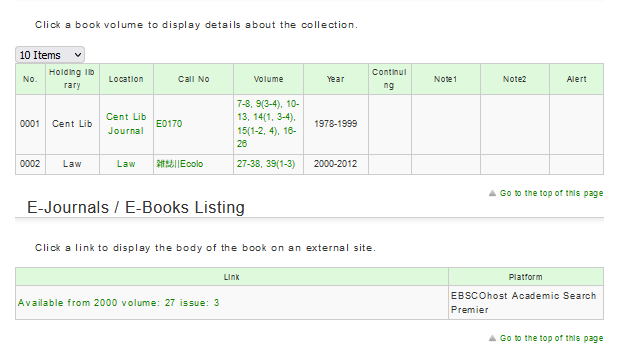 Click a book volume to display details about the collection.
10 Items
No. Holding lib rary Location Call No Volume Year Continui ng Note1 Note2 Alert
0001 Cent Lib Cent Lib Journal E0170 7-8, 9(3-4), 10-13, 14(1, 3-4), 15(1-2, 4), 16-26 1978-1999
0002 Law Law 雑誌||Ecolo 27-38, 39(1-3) 2000-2012
Go to the top of this page
E-Journals / E-Books Listing
Click a link to display the body of the book on an external site.
Link Platform
Available from 2000 volume: 27 issue: 3 EBSCOhost Academic Search Premier
Go to the top of this page